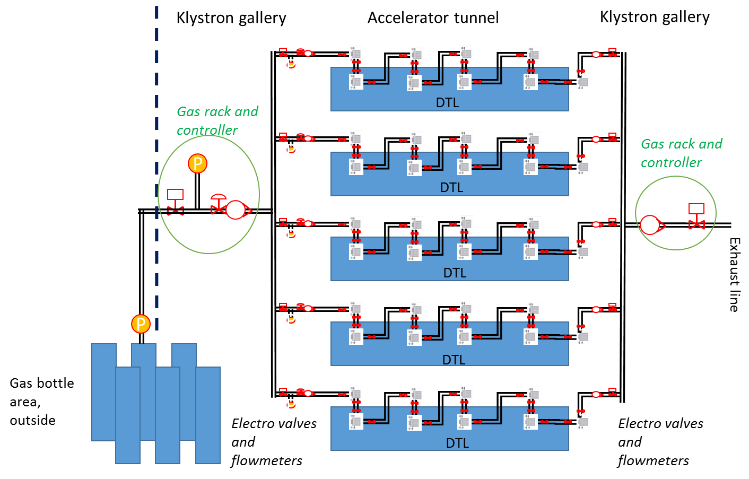 Klystron gallery
Accelerator tunnel
Klystron gallery
Gas rack and
controller
P
DTL
DTL
Gas rack and
controller
DTL
Exhaust line
P
DTL
Gas bottle
area,
outside
Electro valves
and
flowmeters
DTL
Electro valves
and
flowmeters